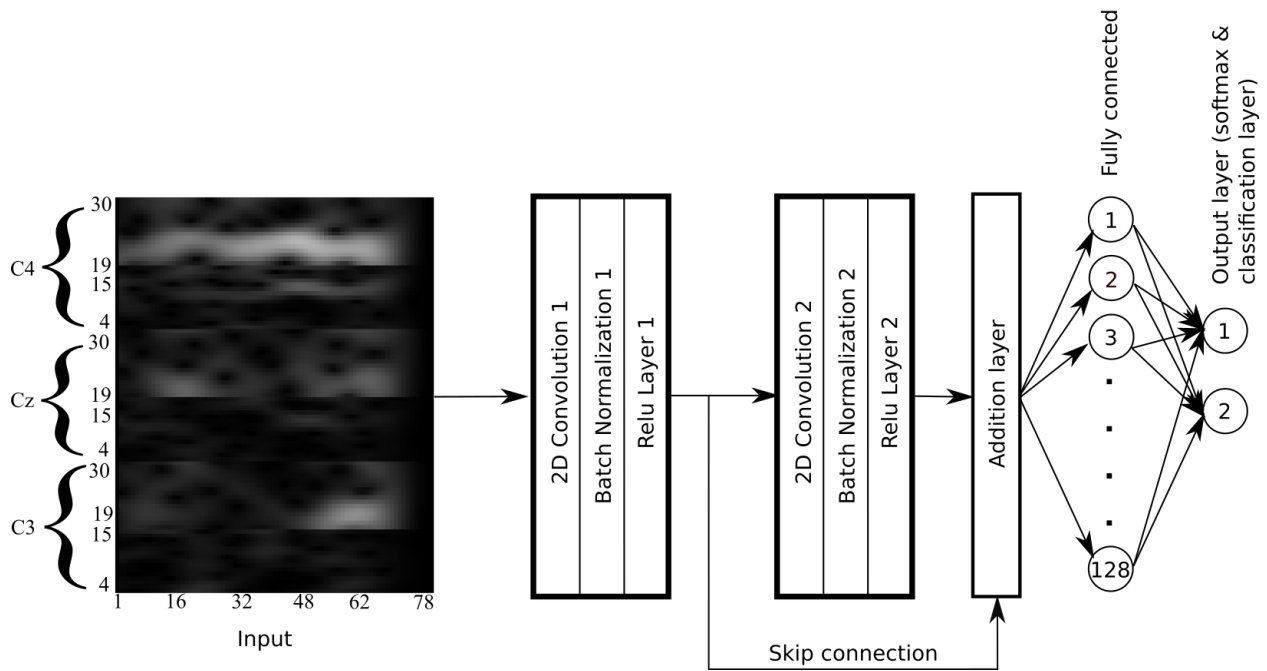 C4
30
19
15
4
Cz
30
19
15
4
C3
30
19
15
4
1 16 32 48 62 78
Input
2D Convolution 1
Batch Normalization 1
Relu Layer 1
2D Convolution 2
Batch Normalization 2
Relu Layer 2
Addition layer
Skip connection
Fully connected
1
2
3
128
Output layer (softmax &
classification layer)
1
2